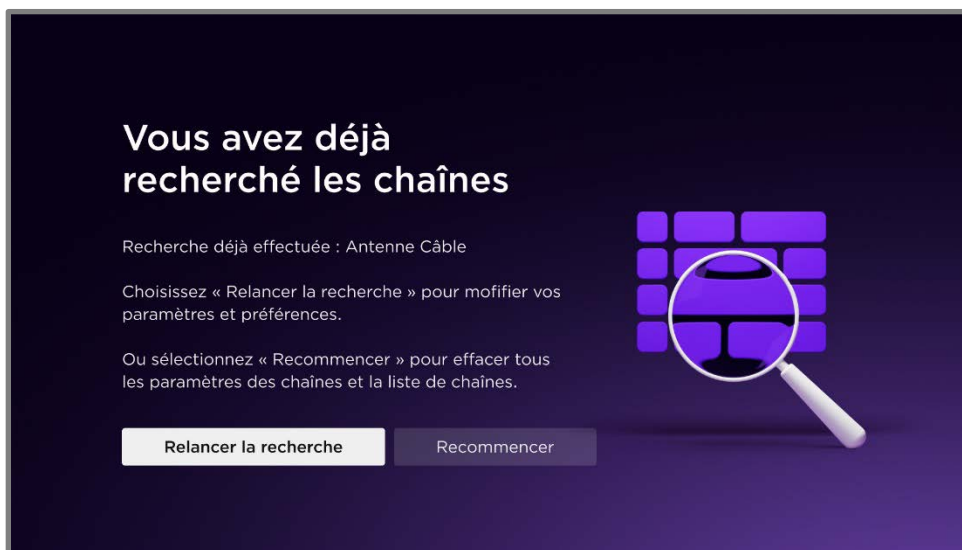 Vous avez déjà
recherché les chaînes
Recherche déjà effectuée : Antenne Câble
Choisissez « Relancer la recherche » pour mofifier vos
paramètres et préférences.
Ou sélectionnez « Recommencer » pour effacer tous
les paramètres des chaînes et la liste de chaînes.
Relancer la recherche
Recommencer